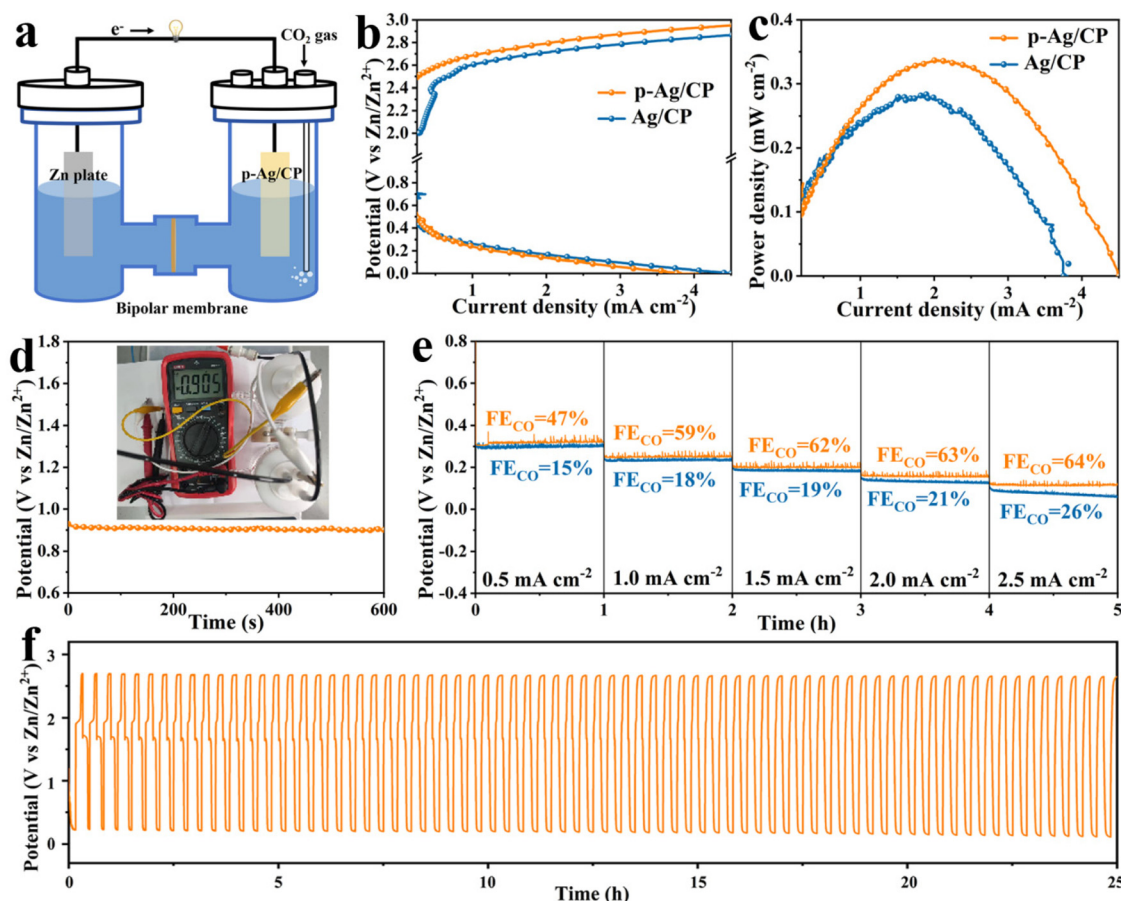 a
e⁻
CO₂ gas
Zn plate
p-Ag/CP
Bipolar membrane
b
Potential (V vs Zn/Zn²⁺)
3.0
2.8
2.6
2.4
2.2
2.0
0.8
0.6
0.4
0.2
0.0
p-Ag/CP
Ag/CP
1 2 3 4
Current density (mA cm⁻²)
c
Power density (mW cm⁻²)
0.4
0.3
0.2
0.1
0.0
p-Ag/CP
Ag/CP
1 2 3 4
Current density (mA cm⁻²)
d
Potential (V vs Zn/Zn²⁺)
1.8
1.6
1.4
1.2
1.0
0.8
0.6
-0.905
0 200 400 600
Time (s)
e
Potential (V vs Zn/Zn²⁺)
0.8
0.6
0.4
0.2
0.0
-0.2
-0.4
FE_CO=47%
FE_CO=59%
FE_CO=62%
FE_CO=63%
FE_CO=64%
FE_CO=15%
FE_CO=18%
FE_CO=19%
FE_CO=21%
FE_CO=26%
0.5 mA cm⁻²
1.0 mA cm⁻²
1.5 mA cm⁻²
2.0 mA cm⁻²
2.5 mA cm⁻²
0 1 2 3 4 5
Time (h)
f
Potential (V vs Zn/Zn²⁺)
3
2
1
0
0 5 10 15 20 25
Time (h)